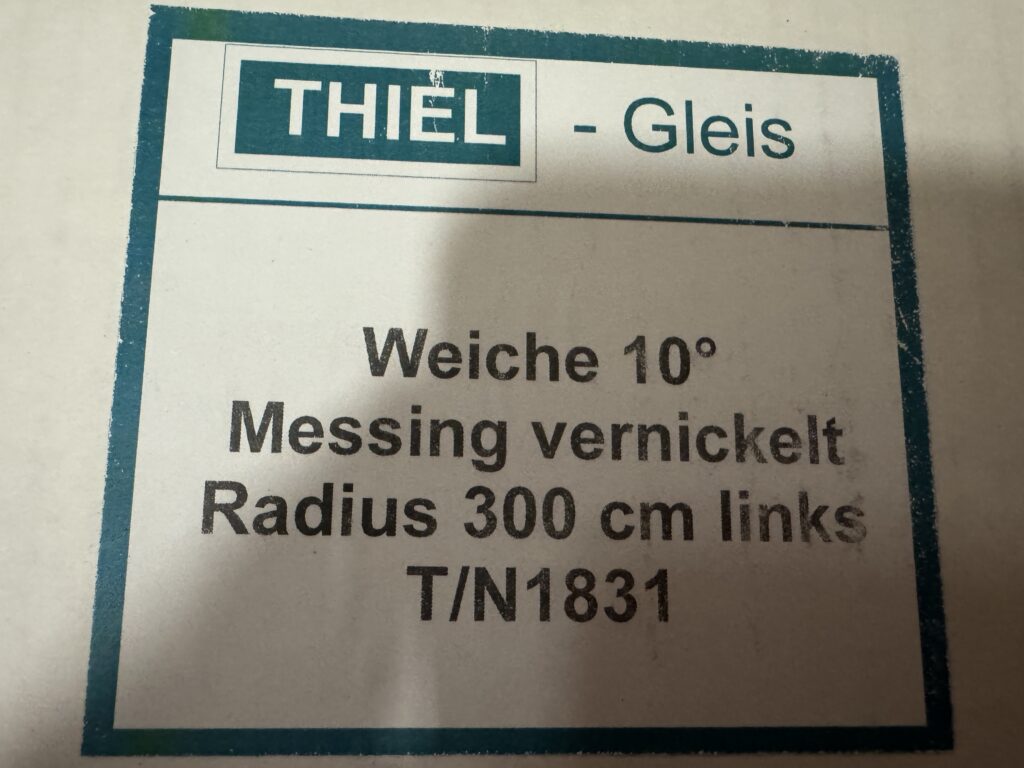 THIEL - Gleis
Weiche 10°
Messing vernickelt
Radius 300 cm links
T/N1831